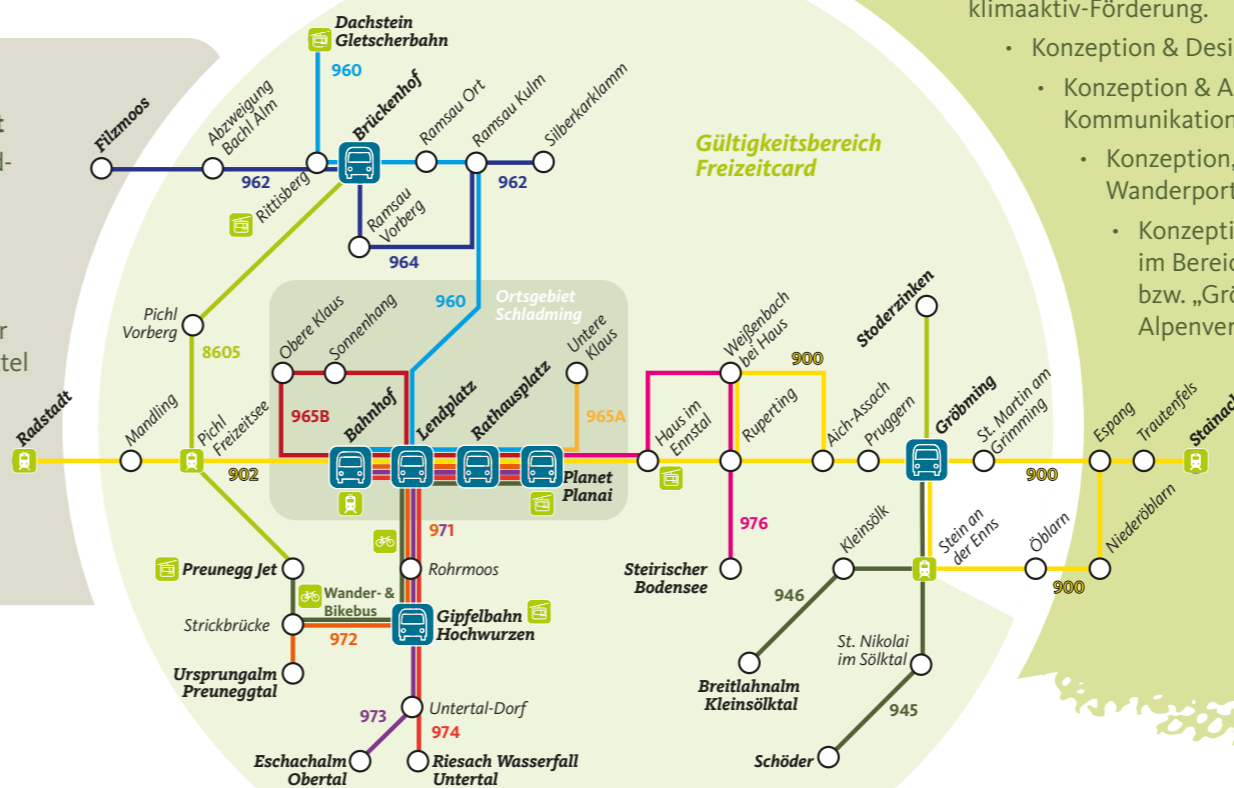 klimaaktiv-Förderung.
• Konzeption & Desi
• Konzeption & A
Kommunikation
• Konzeption,
Wanderport
• Konzepti
im Bereic
bzw. „Grö
Alpenver
t
d-
r
tel
Dachstein
Gletscherbahn
960
Filzmoos
Abzweigung
Bachl Alm
Brückenhof
Ramsau Ort
Ramsau Kulm
Silberkarklamm
962
962
Rittisberg
Ramsau
Vorberg
964
Gültigkeitsbereich
Freizeitcard
Pichl
Vorberg
8605
960
Ortsgebiet
Schladming
Obere Klaus
Sonnenhang
Untere
Klaus
965B
965A
Weißenbach
bei Haus
900
Stoderzinken
Radstadt
Mandling
Pichl
Freizeitsee
902
Bahnhof
Lendplatz
Rathausplatz
Planet
Planai
Haus im
Ennstal
Ruperting
Aich-Assach
Pruggern
Gröbming
St. Martin am
Grimming
900
Espang
Trautenfels
Stainach
971
976
Rohrmoos
Preunegg Jet
Wander- &
Bikebus
Strickbrücke
972
Gipfelbahn
Hochwurzen
Ursprungalm
Preuneggtal
Steirischer
Bodensee
Kleinsölk
Stein an
der Enns
Öblarn
Niederöblarn
900
946
St. Nikolai
im Sölktal
Breitlahnalm
Kleinsölktal
945
Schöder
973
Untertal-Dorf
974
Eschachalm
Obertal
Riesach Wasserfall
Untertal